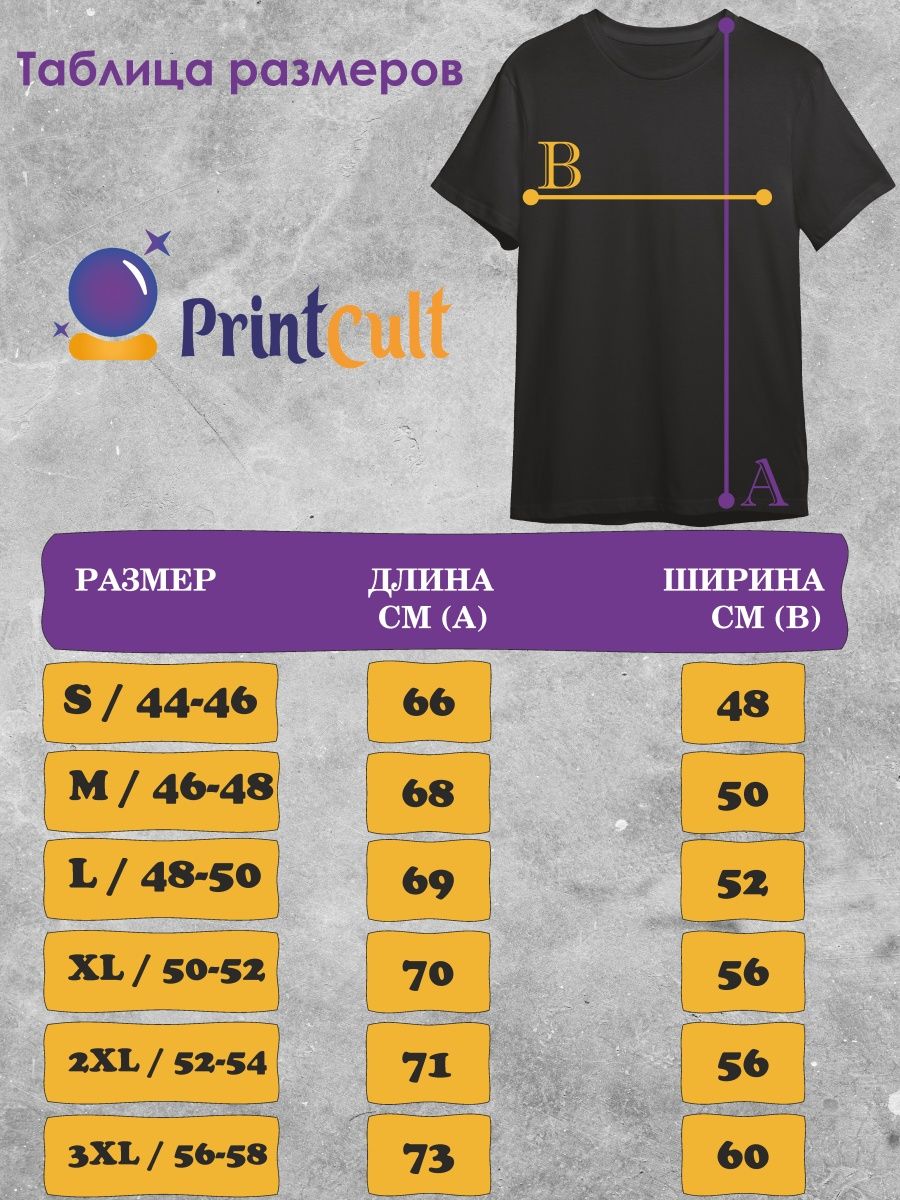 Таблица размеров
B
PrintCult
A
РАЗМЕР ДЛИНА ШИРИНА
СМ (А) СМ (В)
S / 44-46 66 48
M / 46-48 68 50
L / 48-50 69 52
XL / 50-52 70 56
2XL / 52-54 71 56
3XL / 56-58 73 60